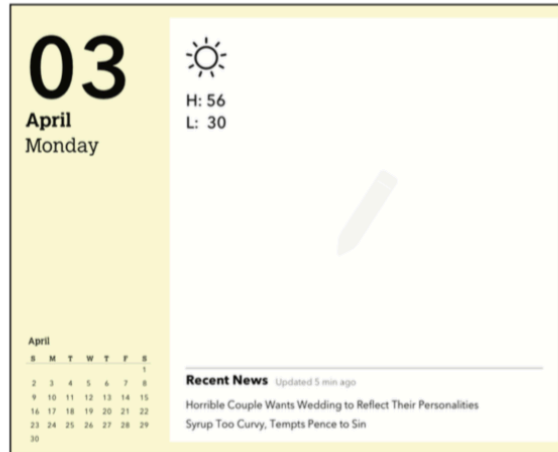 03
April
Monday
H: 56
L: 30
April
S M T W T F S
1
2 3 4 5 6 7 8
9 10 11 12 13 14 15
16 17 18 19 20 21 22
23 24 25 26 27 28 29
30
Recent News Updated 5 min ago
Horrible Couple Wants Wedding to Reflect Their Personalities
Syrup Too Curvy, Tempts Pence to Sin